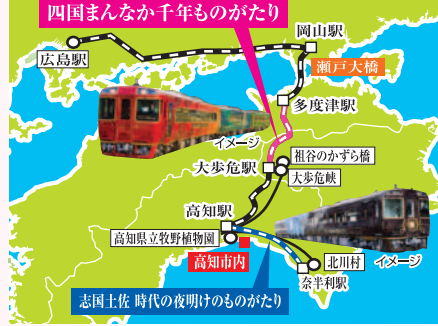 四国まんなか千年ものがたり
岡山駅
広島駅
瀬戸大橋
多度津駅
イメージ
祖谷のかずら橋
大歩危駅
大歩危峡
高知駅
高知県立牧野植物園
高知市内
イメージ
北川村
奈半利駅
志国土佐 時代の夜明けのものがたり